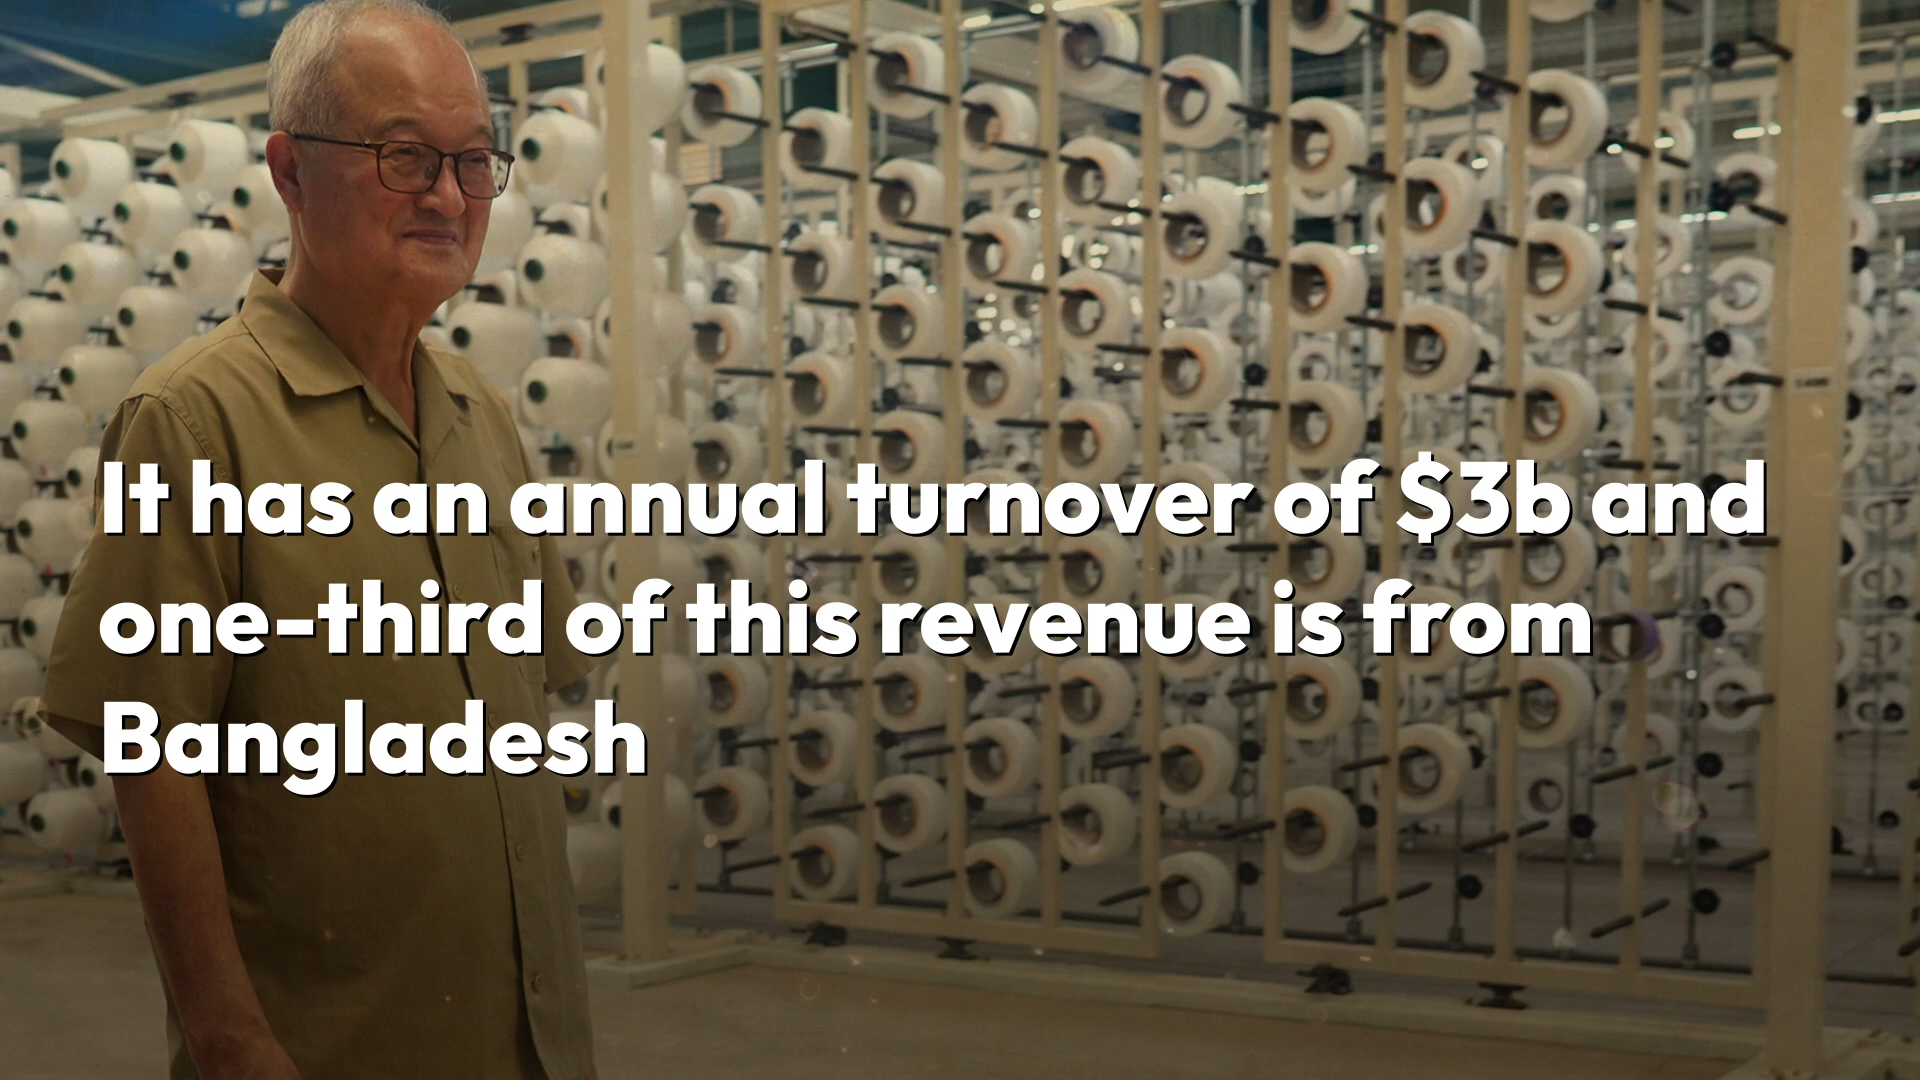 It has an annual turnover of $3b and
one-third of this revenue is from
Bangladesh